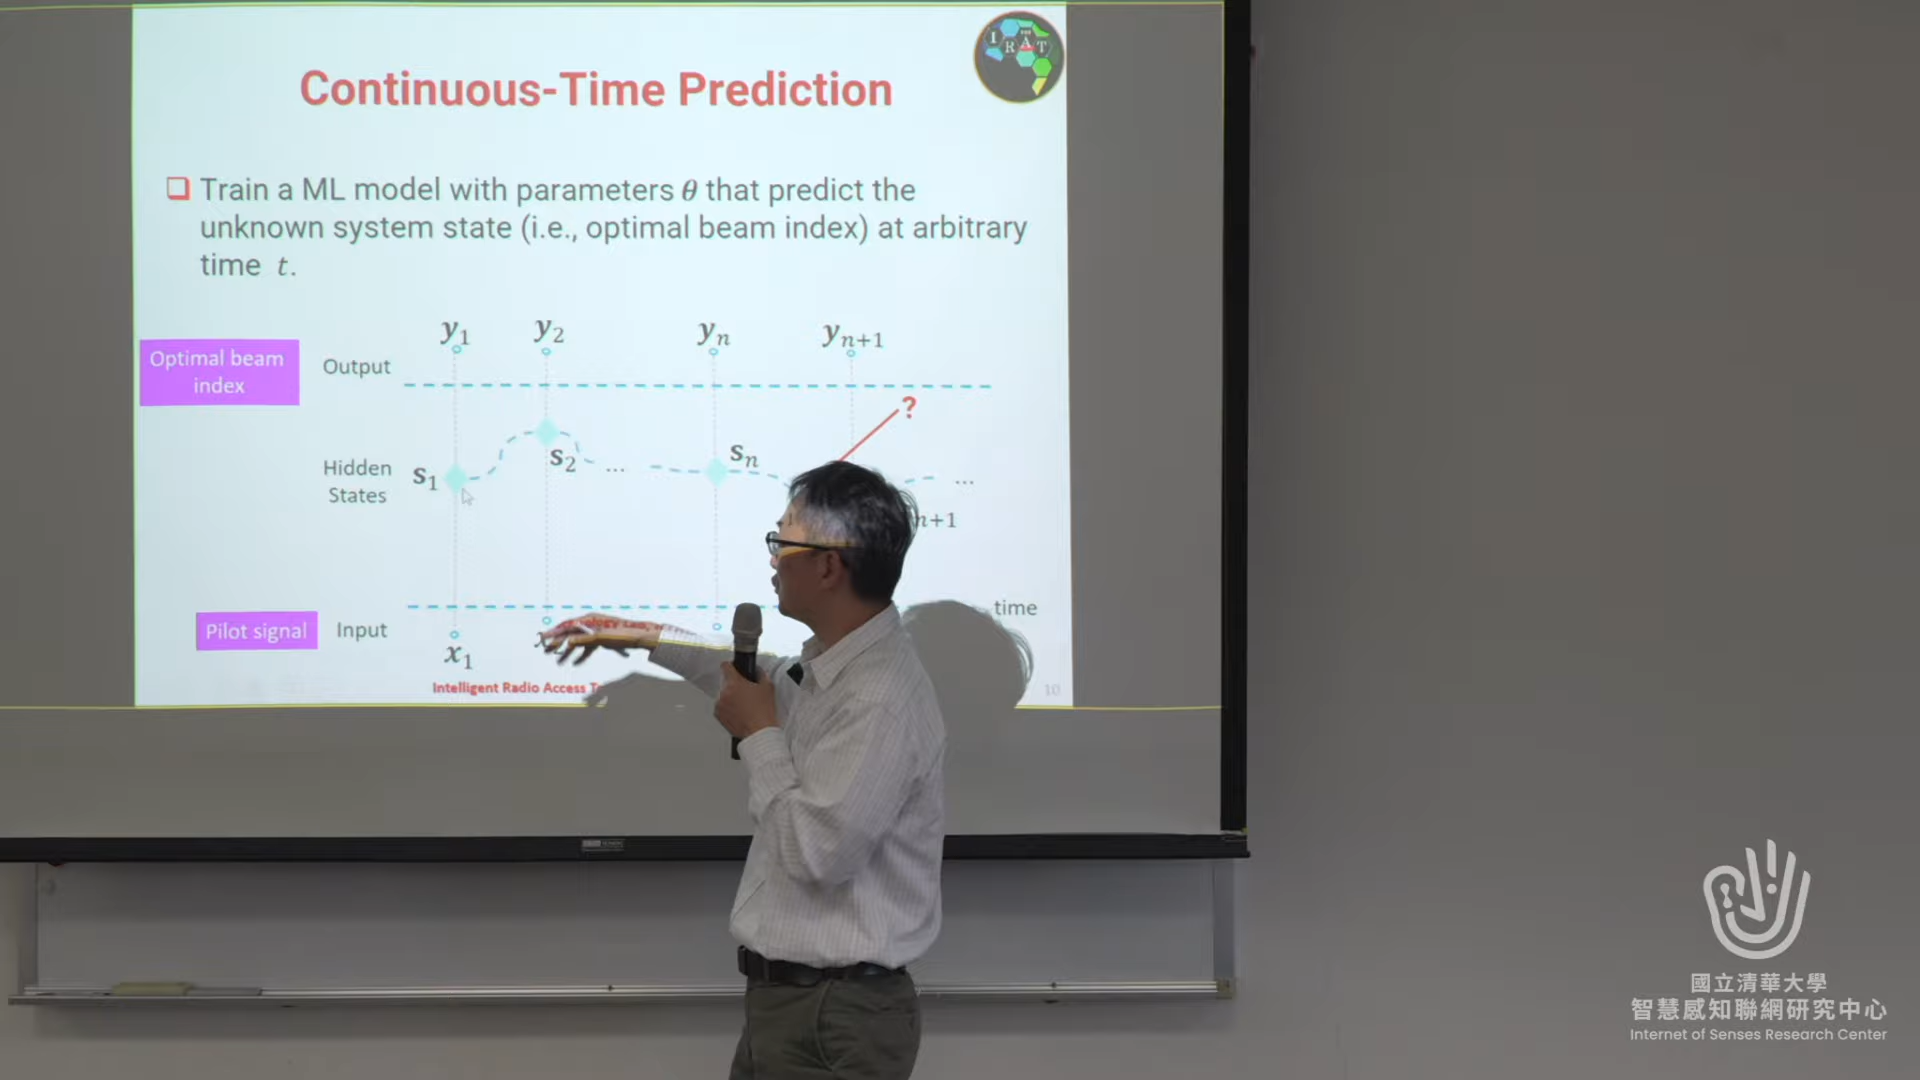 I R A T
Continuous-Time Prediction
Train a ML model with parameters θ that predict the
unknown system state (i.e., optimal beam index) at arbitrary
time t.
y₁ y₂ yₙ yₙ₊₁
Optimal beam
index
Output
?
Hidden
States
s₁ s₂ ... sₙ ...
n+1
time
Pilot signal
Input
x₁
Intelligent Radio Access
10
國立清華大學
智慧感知聯網研究中心
Internet of Senses Research Center